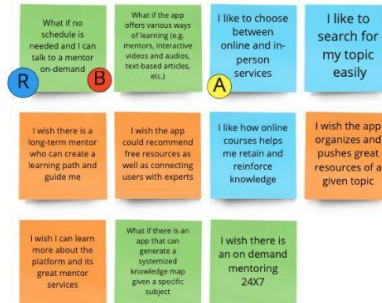 What if no
schedule is
needed and I can
talk to a mentor
on-demand
R
What if the app
offers various ways
of learning (e.g.
mentors, interactive
videos and audios,
text-based articles,
etc.)
B
I like to choose
between
online and in-
person
services
A
I like to
search for
my topic
easily
I wish there is a
long-term mentor
who can create a
learning path and
guide me
I wish the app
could recommend
free resources as
well as connecting
users with experts
I like how online
courses helps
me retain and
reinforce
knowledge
I wish the app
organizes and
pushes great
resources of a
given topic
I wish I can learn
more about the
platform and its
great mentor
services
What if there is an
app that can
generate a
systemized
knowledge map
given a specific
subject
I wish there is
an on demand
mentoring
24X7